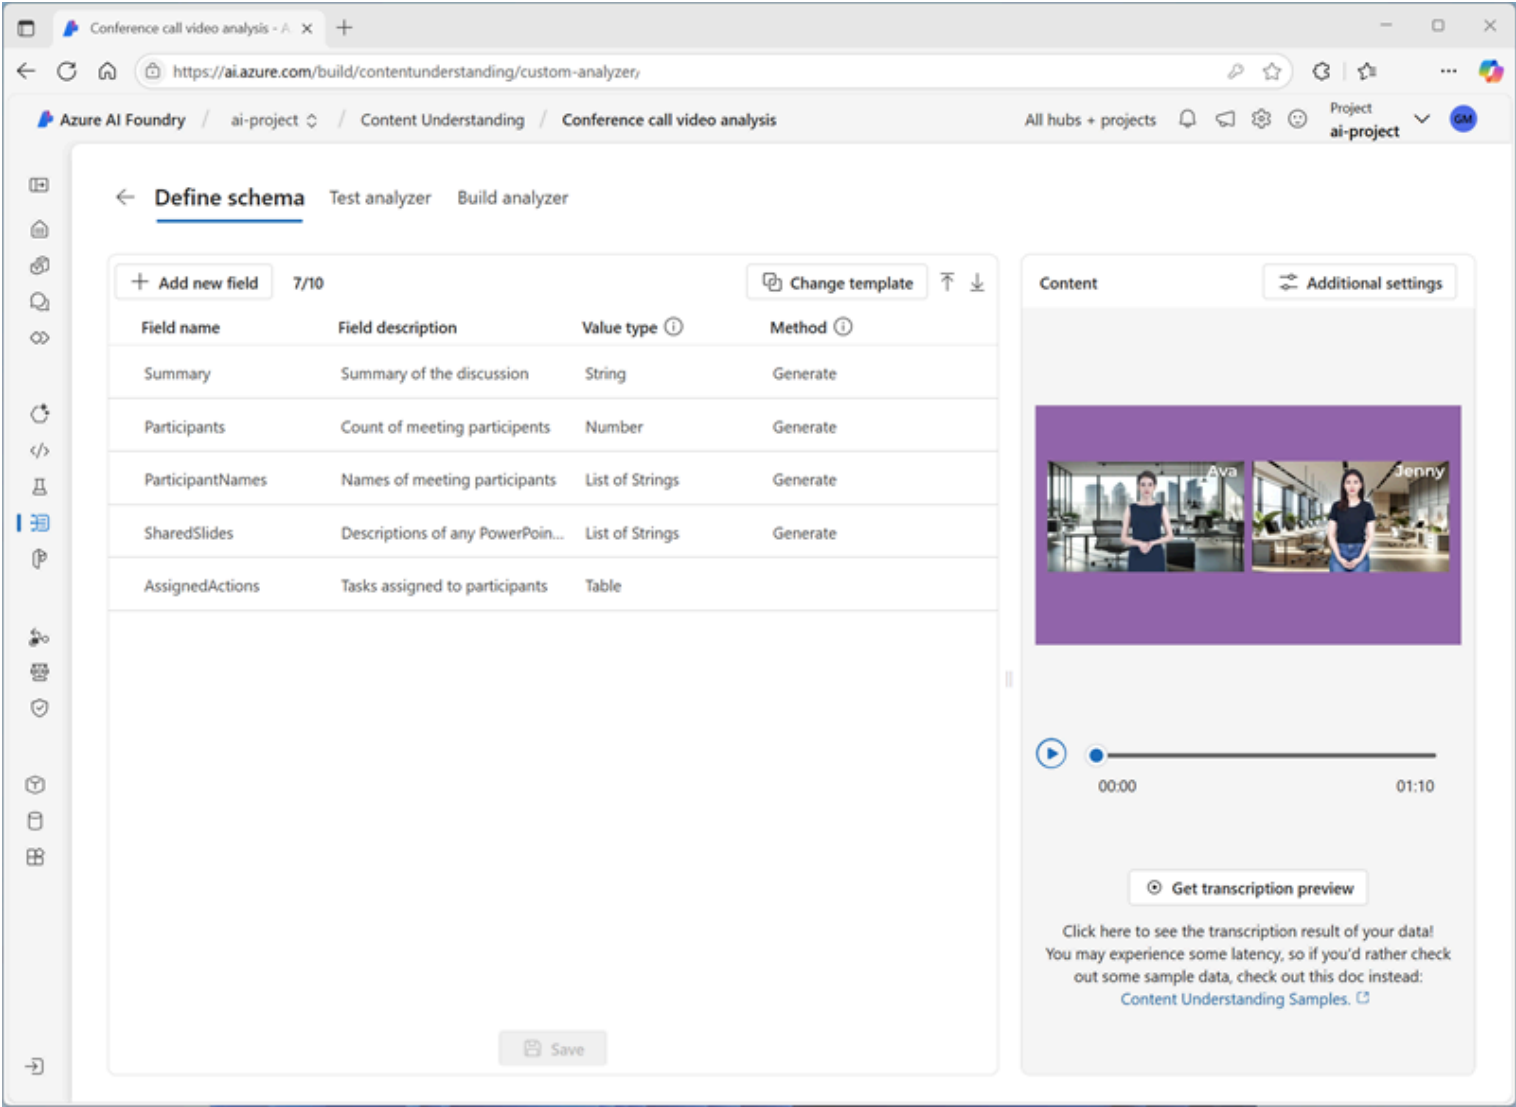 Conference call video analysis - A
https://ai.azure.com/build/contentunderstanding/custom-analyzer/
Azure AI Foundry / ai-project / Content Understanding / Conference call video analysis
All hubs + projects
Project
ai-project
GM
Define schema
Test analyzer
Build analyzer
Add new field
7/10
Change template
Field name Field description Value type Method
Summary Summary of the discussion String Generate
Participants Count of meeting participents Number Generate
ParticipantNames Names of meeting participants List of Strings Generate
SharedSlides Descriptions of any PowerPoin... List of Strings Generate
AssignedActions Tasks assigned to participants Table
Save
Content
Additional settings
Ava
Jenny
00:00
01:10
Get transcription preview
Click here to see the transcription result of your data!
You may experience some latency, so if you'd rather check
out some sample data, check out this doc instead:
Content Understanding Samples.